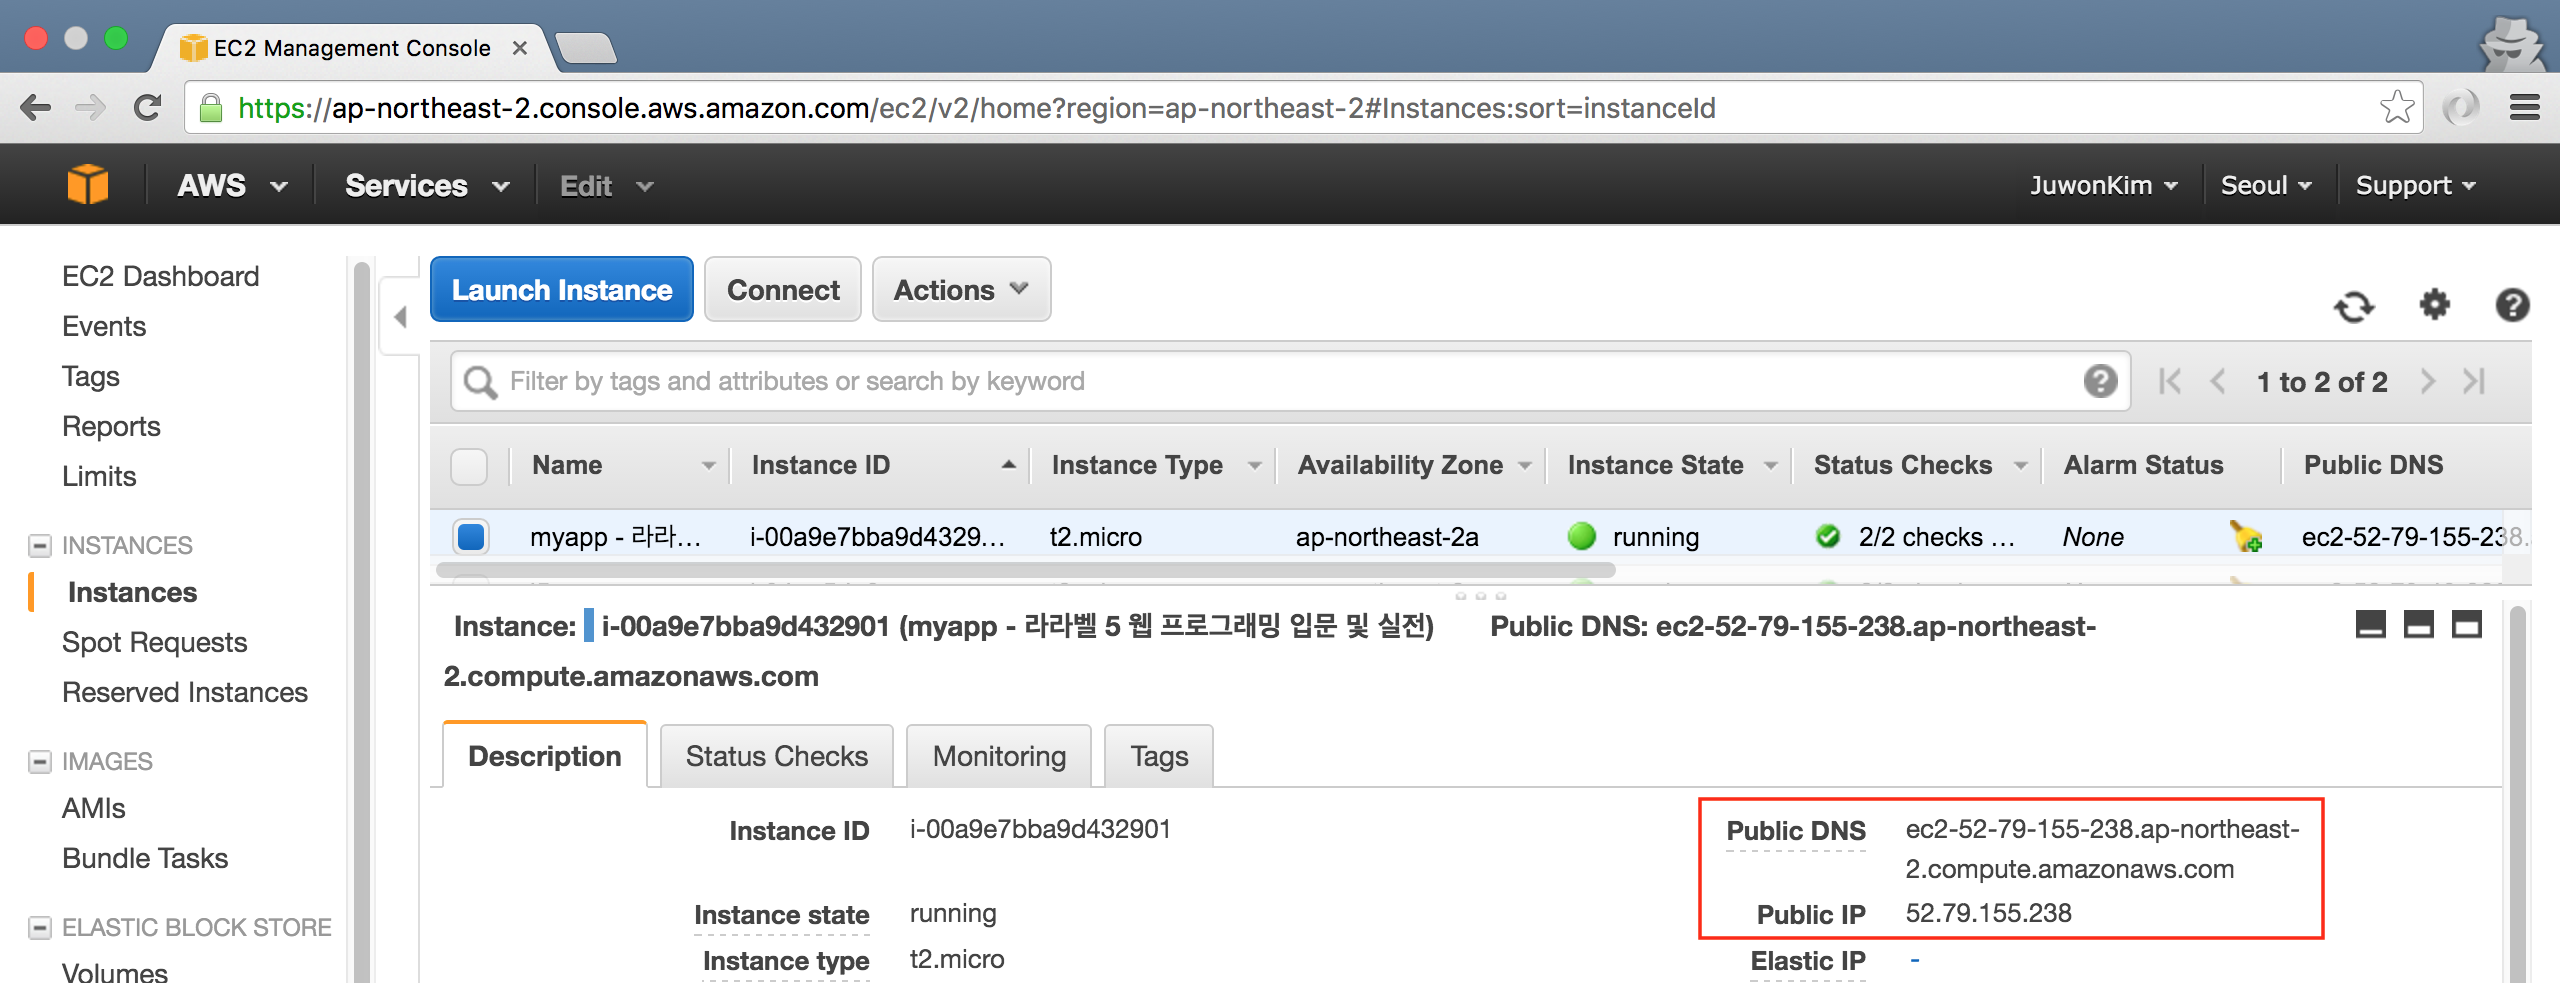 EC2 Management Console
https://ap-northeast-2.console.aws.amazon.com/ec2/v2/home?region=ap-northeast-2#Instances:sort=instanceId
AWS Services Edit JuwonKim Seoul Support
EC2 Dashboard
Events
Tags
Reports
Limits
INSTANCES
Instances
Spot Requests
Reserved Instances
IMAGES
AMIs
Bundle Tasks
ELASTIC BLOCK STORE
Volumes
Launch Instance Connect Actions
Filter by tags and attributes or search by keyword 1 to 2 of 2
Name Instance ID Instance Type Availability Zone Instance State Status Checks Alarm Status Public DNS
myapp - 라라... i-00a9e7bba9d4329... t2.micro ap-northeast-2a running 2/2 checks ... None ec2-52-79-155-238.
Instance: i-00a9e7bba9d432901 (myapp - 라라벨 5 웹 프로그래밍 입문 및 실전) Public DNS: ec2-52-79-155-238.ap-northeast-
2.compute.amazonaws.com
Description Status Checks Monitoring Tags
Instance ID i-00a9e7bba9d432901 Public DNS ec2-52-79-155-238.ap-northeast-
2.compute.amazonaws.com
Instance state running Public IP 52.79.155.238
Instance type t2.micro Elastic IP -